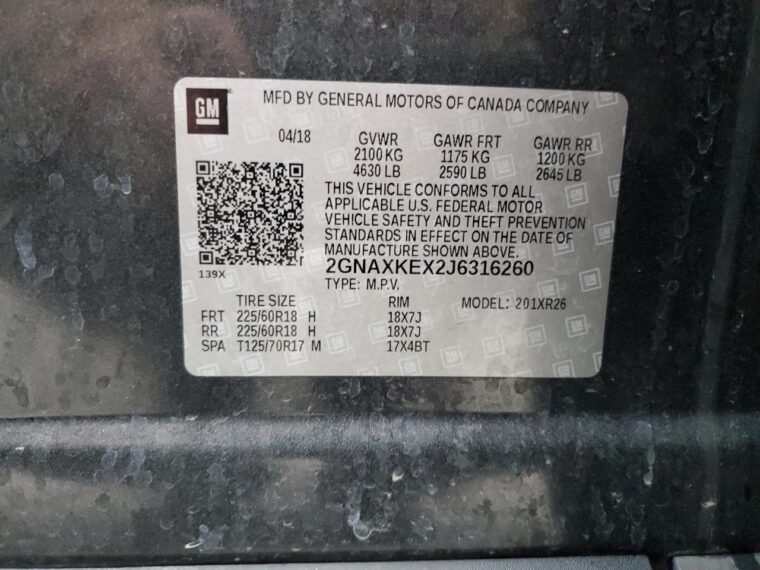 GM
MFD BY GENERAL MOTORS OF CANADA COMPANY
04/18 GVWR GAWR FRT GAWR RR
2100 KG 1175 KG 1200 KG
4630 LB 2590 LB 2645 LB
THIS VEHICLE CONFORMS TO ALL
APPLICABLE U.S. FEDERAL MOTOR
VEHICLE SAFETY AND THEFT PREVENTION
STANDARDS IN EFFECT ON THE DATE OF
MANUFACTURE SHOWN ABOVE.
139X
2GNAXKEX2J6316260
TYPE: M.P.V.
TIRE SIZE RIM MODEL: 201XR26
FRT 225/60R18 H 18X7J
RR 225/60R18 H 18X7J
SPA T125/70R17 M 17X4BT